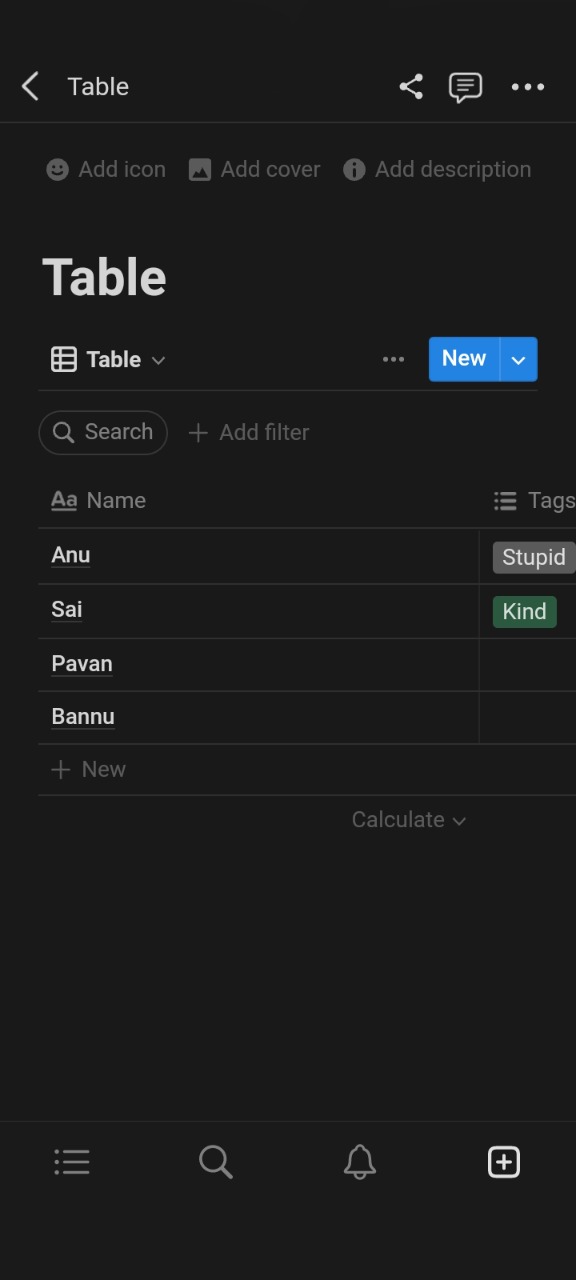 Table
Add icon Add cover Add description
Table
Table New
Search + Add filter
Aa Name Tags
Anu Stupid
Sai Kind
Pavan
Bannu
+ New
Calculate